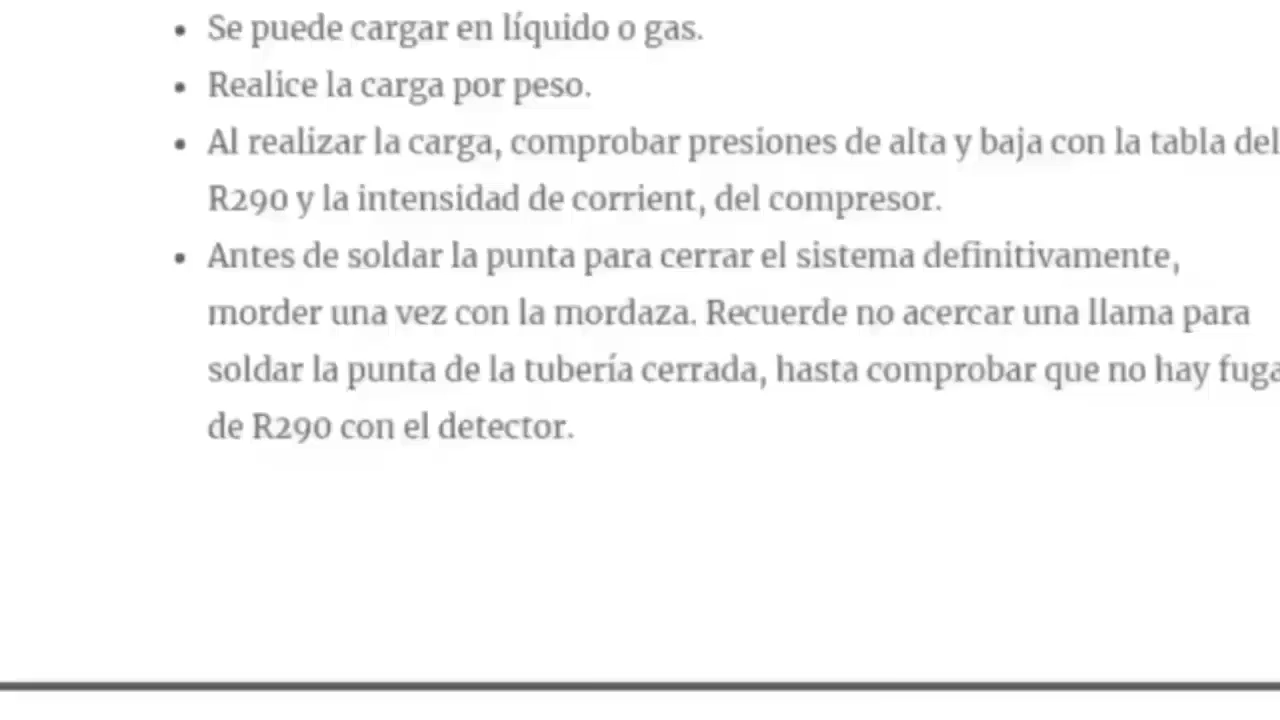 • Se puede cargar en líquido o gas.
• Realice la carga por peso.
• Al realizar la carga, comprobar presiones de alta y baja con la tabla del
R290 y la intensidad de corrient, del compresor.
• Antes de soldar la punta para cerrar el sistema definitivamente,
morder una vez con la mordaza. Recuerde no acercar una llama para
soldar la punta de la tubería cerrada, hasta comprobar que no hay fuga
de R290 con el detector.